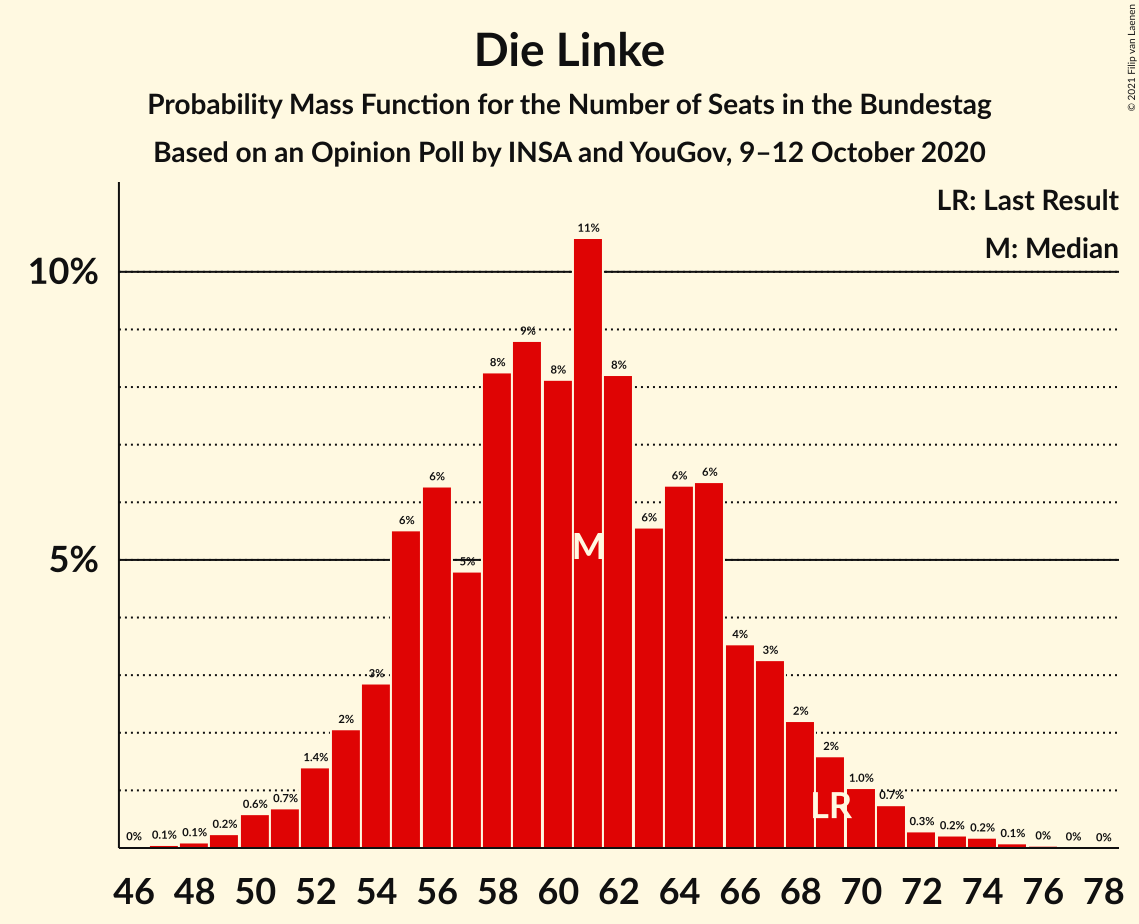 Die Linke
Probability Mass Function for the Number of Seats in the Bundestag
Based on an Opinion Poll by INSA and YouGov, 9–12 October 2020
© 2021 Filip van Laenen
LR: Last Result
M: Median
10%
5%
0% 0.1% 0.1% 0.2% 0.6% 0.7% 1.4% 2% 3% 6% 6% 5% 8% 9% 8% 11% 8% 6% 6% 6% 4% 3% 2% 2% 1.0% 0.7% 0.3% 0.2% 0.2% 0.1% 0% 0% 0%
M
LR
46 48 50 52 54 56 58 60 62 64 66 68 70 72 74 76 78